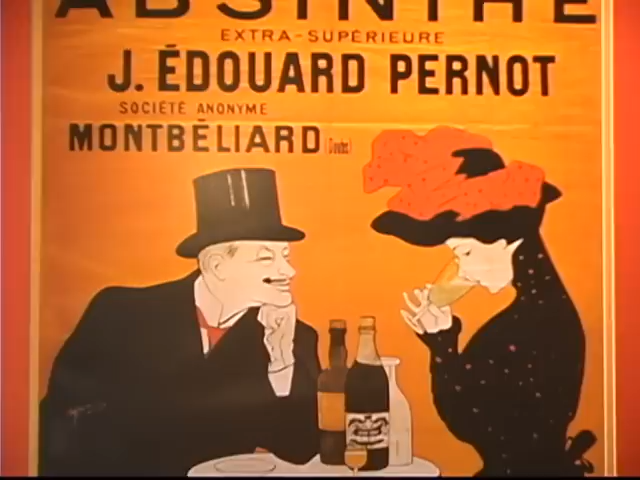 ABSINTHE
EXTRA-SUPÉRIEURE
J. ÉDOUARD PERNOT
SOCIÉTÉ ANONYME
MONTBÉLIARD (Doubs)